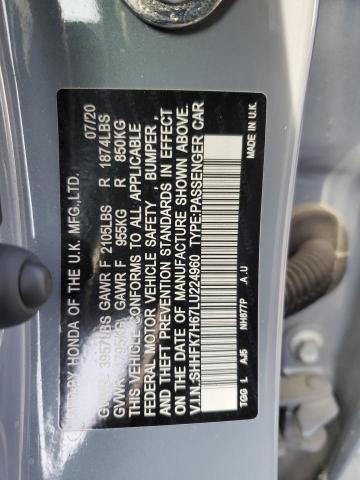 MFD.BY HONDA OF THE U.K. MFG.,LTD. 07/20
GVWR 3957LBS GAWR F 2105LBS R 1874LBS
GVWR 1795KG GAWR F 955KG R 850KG
THIS VEHICLE CONFORMS TO ALL APPLICABLE
FEDERAL MOTOR VEHICLE SAFETY , BUMPER ,
AND THEFT PREVENTION STANDARDS IN EFFECT
ON THE DATE OF MANUFACTURE SHOWN ABOVE.
V.I.N.:SHHFK7H67LU224960 TYPE:PASSENGER CAR
TGG L AJ5 NH877P .A .U MADE IN U.K.